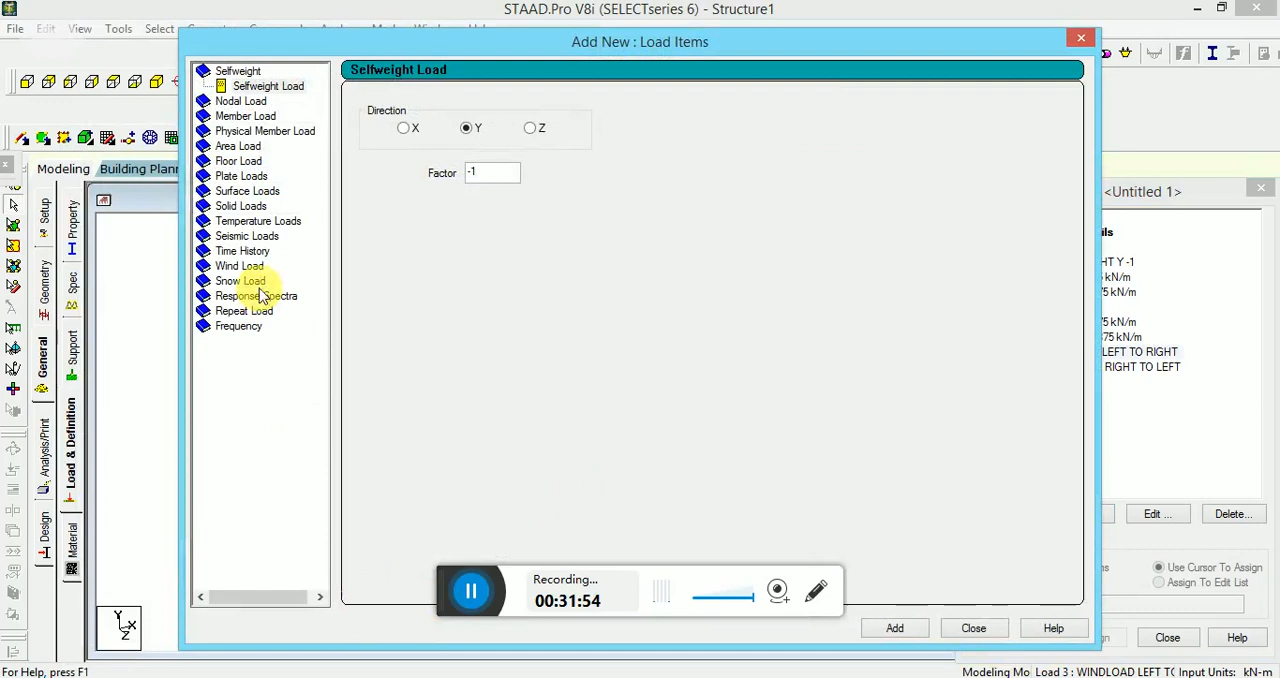 STAAD.Pro V8i (SELECTseries 6) - Structure1
File Edit View Tools Select
Add New : Load Items
Selfweight
Selfweight Load
Nodal Load
Member Load
Physical Member Load
Area Load
Floor Load
Plate Loads
Surface Loads
Solid Loads
Temperature Loads
Seismic Loads
Time History
Wind Load
Snow Load
Response Spectra
Repeat Load
Frequency
Selfweight Load
Direction
X Y Z
Factor -1
Modeling Building Plann
Setup
Geometry
General
Analysis/Print
Design
Property
Spec
Support
Load & Definition
Material
<Untitled 1>
ils
HT Y -1
kN/m
75 kN/m
75 kN/m
375 kN/m
LEFT TO RIGHT
RIGHT TO LEFT
Edit ... Delete...
Use Cursor To Assign
Assign To Edit List
Close Help
Recording...
00:31:54
Add Close Help
Y
X
Z
For Help, press F1
Modeling Mo Load 3 : WINDLOAD LEFT TO Input Units: kN-m